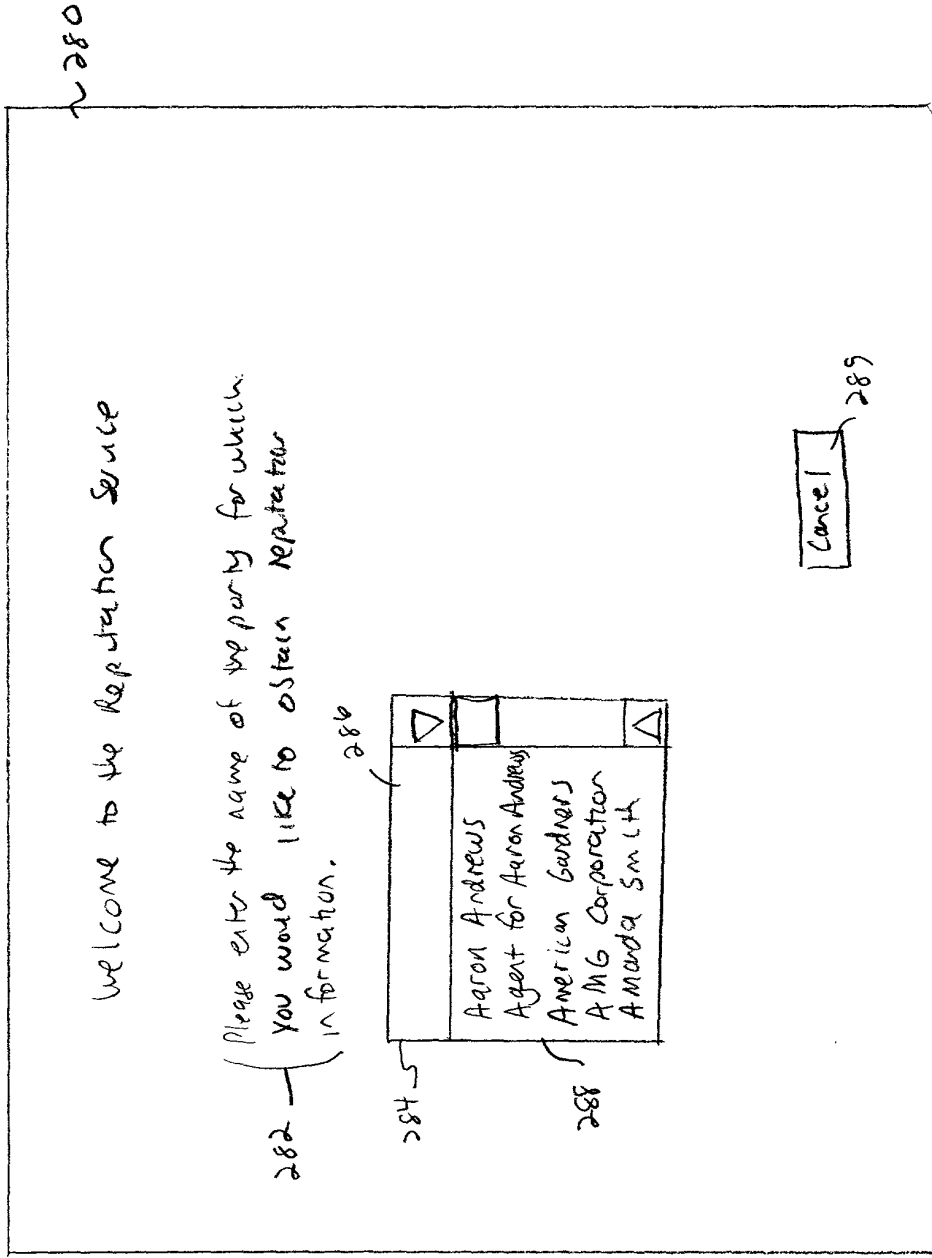 280
Welcome to the Reputation Service
Please enter the name of the party for which
You would like to obtain reputation
information.
282
286
284
Aaron Andrews
Agent for Aaron Andrews
American Gardners
AMG Corporation
Amanda Smith
288
Cancel
289